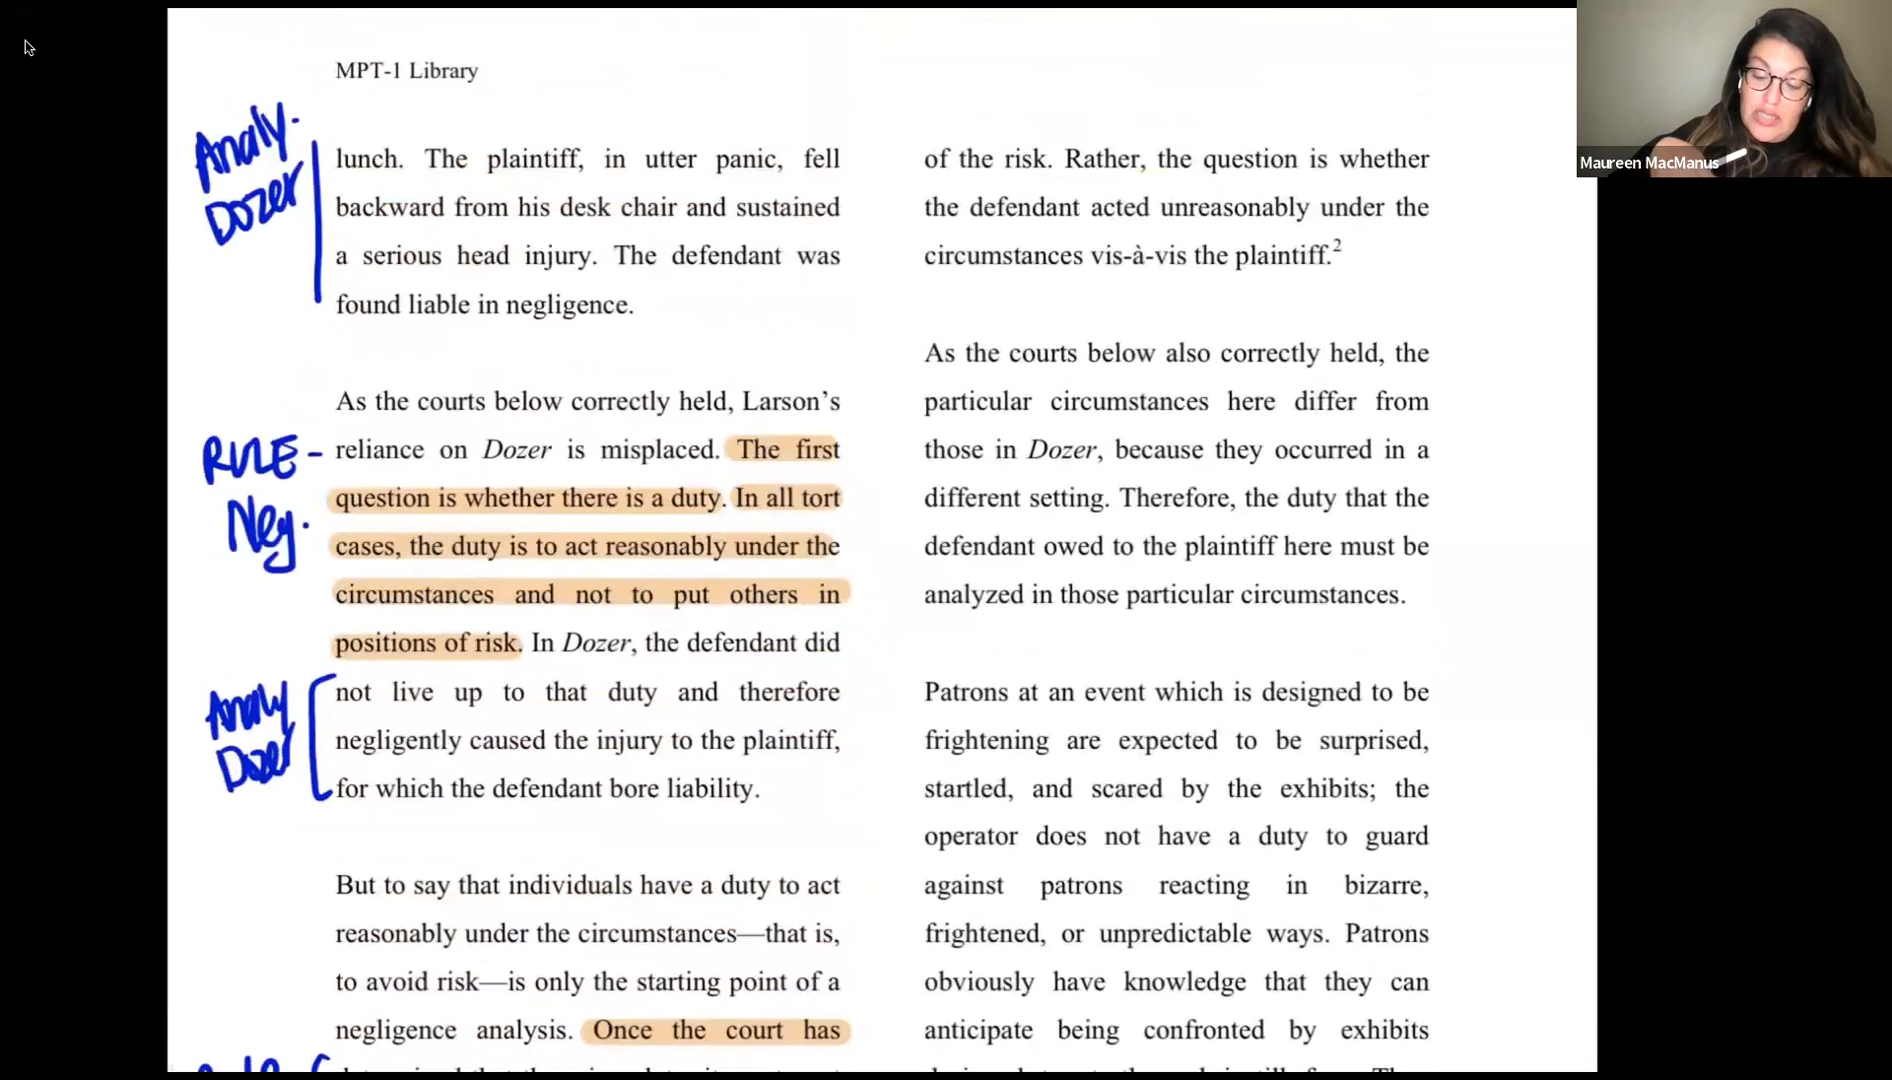 MPT-1 Library
Analy.
Dozer
lunch. The plaintiff, in utter panic, fell
backward from his desk chair and sustained
a serious head injury. The defendant was
found liable in negligence.
As the courts below correctly held, Larson’s
RULE –
reliance on Dozer is misplaced. The first
question is whether there is a duty. In all tort
Neg.
cases, the duty is to act reasonably under the
circumstances and not to put others in
positions of risk. In Dozer, the defendant did
Analy
Dozer
not live up to that duty and therefore
negligently caused the injury to the plaintiff,
for which the defendant bore liability.
But to say that individuals have a duty to act
reasonably under the circumstances—that is,
to avoid risk—is only the starting point of a
negligence analysis. Once the court has
of the risk. Rather, the question is whether
the defendant acted unreasonably under the
circumstances vis-à-vis the plaintiff.2
As the courts below also correctly held, the
particular circumstances here differ from
those in Dozer, because they occurred in a
different setting. Therefore, the duty that the
defendant owed to the plaintiff here must be
analyzed in those particular circumstances.
Patrons at an event which is designed to be
frightening are expected to be surprised,
startled, and scared by the exhibits; the
operator does not have a duty to guard
against patrons reacting in bizarre,
frightened, or unpredictable ways. Patrons
obviously have knowledge that they can
anticipate being confronted by exhibits
Maureen MacManus